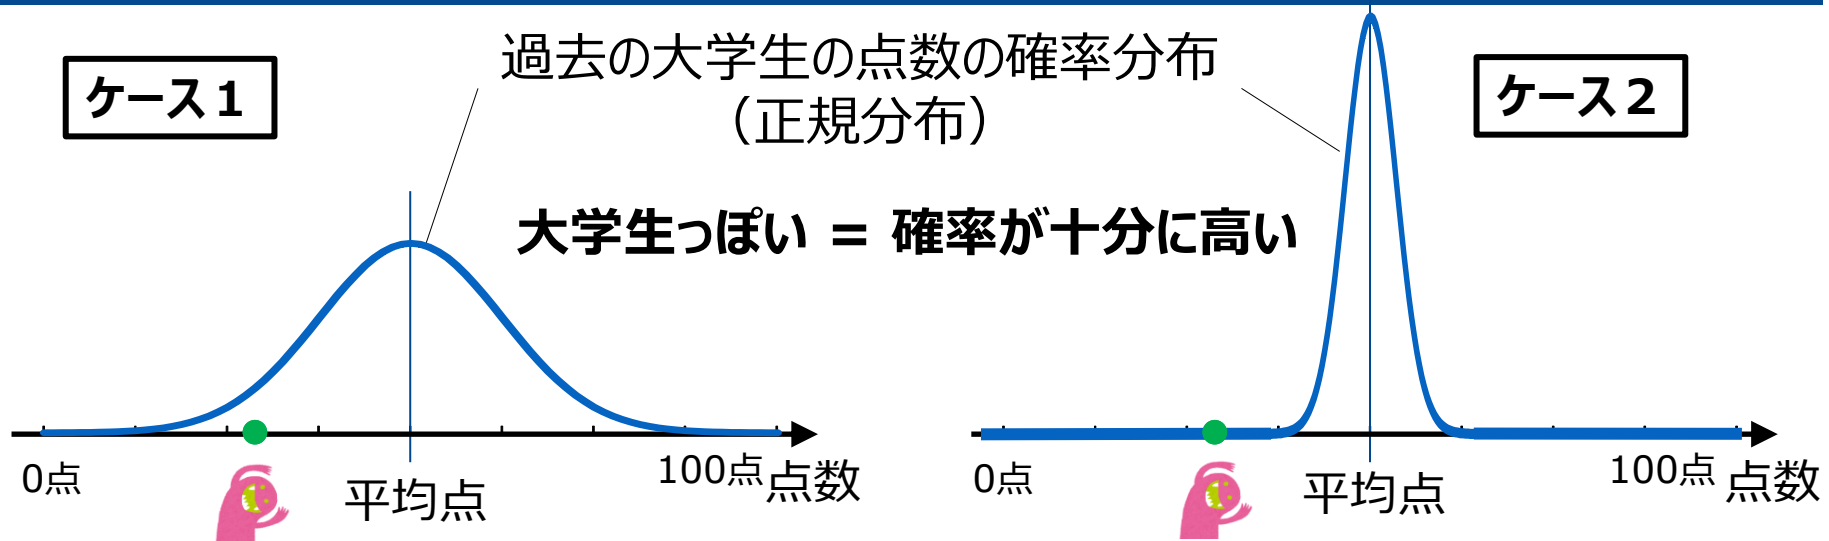 過去の大学生の点数の確率分布
（正規分布）
ケース１
ケース２
大学生っぽい = 確率が十分に高い
0点
平均点
100点
点数
0点
平均点
100点
点数